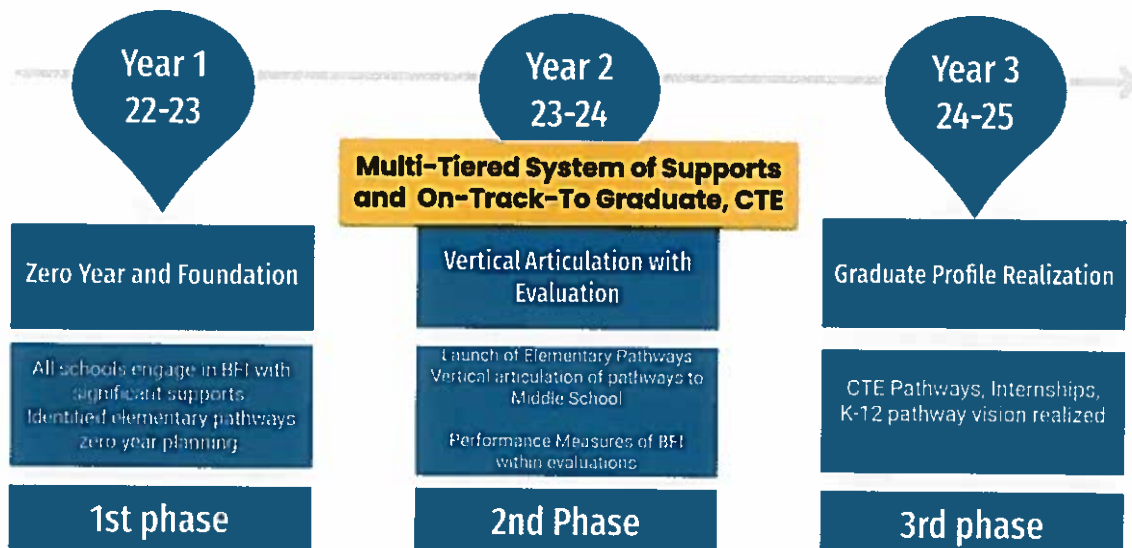 Year 1
22-23
Year 2
23-24
Year 3
24-25
Multi-Tiered System of Supports
and On-Track-To Graduate, CTE
Zero Year and Foundation
Vertical Articulation with
Evaluation
Graduate Profile Realization
All schools engage in BFI with
significant supports
Identified elementary pathways
zero year planning
Launch of Elementary Pathways
Vertical articulation of pathways to
Middle School
Performance Measures of BFI
within evaluations
CTE Pathways, Internships,
K-12 pathway vision realized
1st phase
2nd Phase
3rd phase